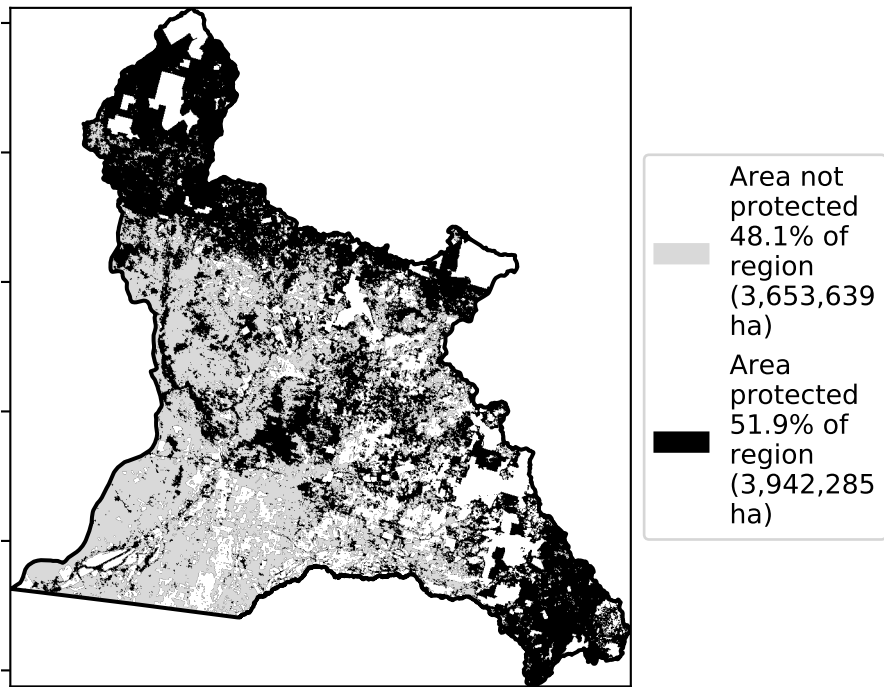 Area not
protected
48.1% of
region
(3,653,639
ha)
Area
protected
51.9% of
region
(3,942,285
ha)